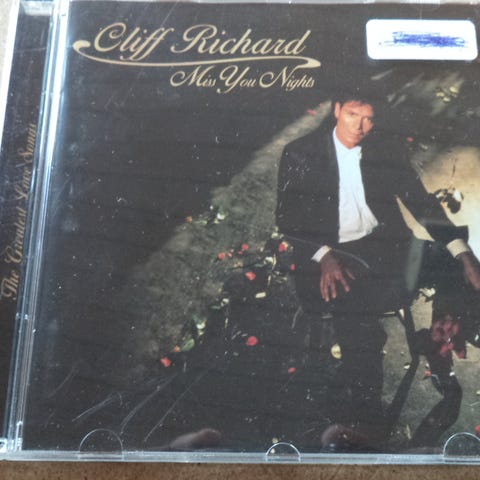 Cliff Richard
Miss You Nights
The Greatest Love Songs